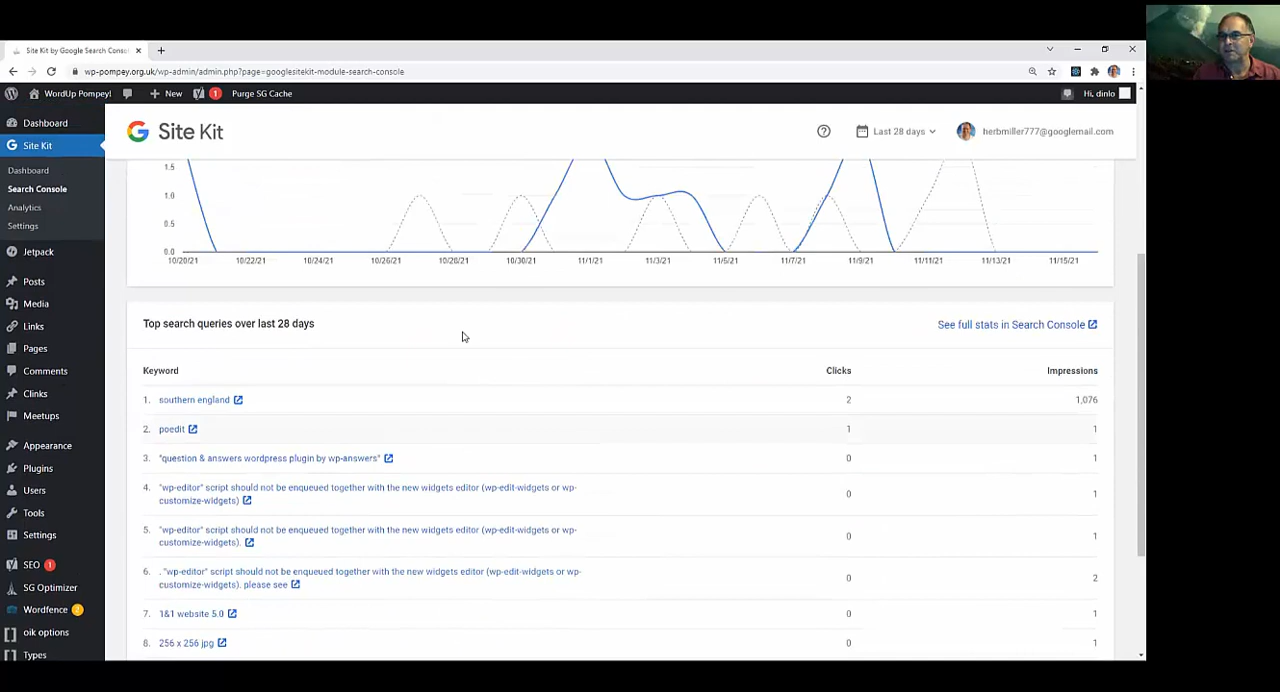 Site Kit by Google Search Consol
wp-pompey.org.uk/wp-admin/admin.php?page=googlesitekit-module-search-console
WordUp Pompey!
New
1
Purge SG Cache
Hi, dinlo
Dashboard
Site Kit
Dashboard
Search Console
Analytics
Settings
Jetpack
Posts
Media
Links
Pages
Comments
Clinks
Meetups
Appearance
Plugins
Users
Tools
Settings
SEO 1
SG Optimizer
Wordfence 2
oik options
Types
Site Kit
Last 28 days
herbmiller777@googlemail.com
1.5
1.0
0.5
0.0
10/20/21 10/22/21 10/24/21 10/26/21 10/28/21 10/30/21 11/1/21 11/3/21 11/5/21 11/7/21 11/9/21 11/11/21 11/13/21 11/15/21
Top search queries over last 28 days
See full stats in Search Console
Keyword Clicks Impressions
1. southern england 2 1,076
2. poedit 1 1
3. "question & answers wordpress plugin by wp-answers" 0 1
4. "wp-editor" script should not be enqueued together with the new widgets editor (wp-edit-widgets or wp-
customize-widgets) 0 1
5. "wp-editor" script should not be enqueued together with the new widgets editor (wp-edit-widgets or wp-
customize-widgets). 0 1
6. . "wp-editor" script should not be enqueued together with the new widgets editor (wp-edit-widgets or wp-
customize-widgets). please see 0 2
7. 1&1 website 5.0 0 1
8. 256 x 256 jpg 0 1